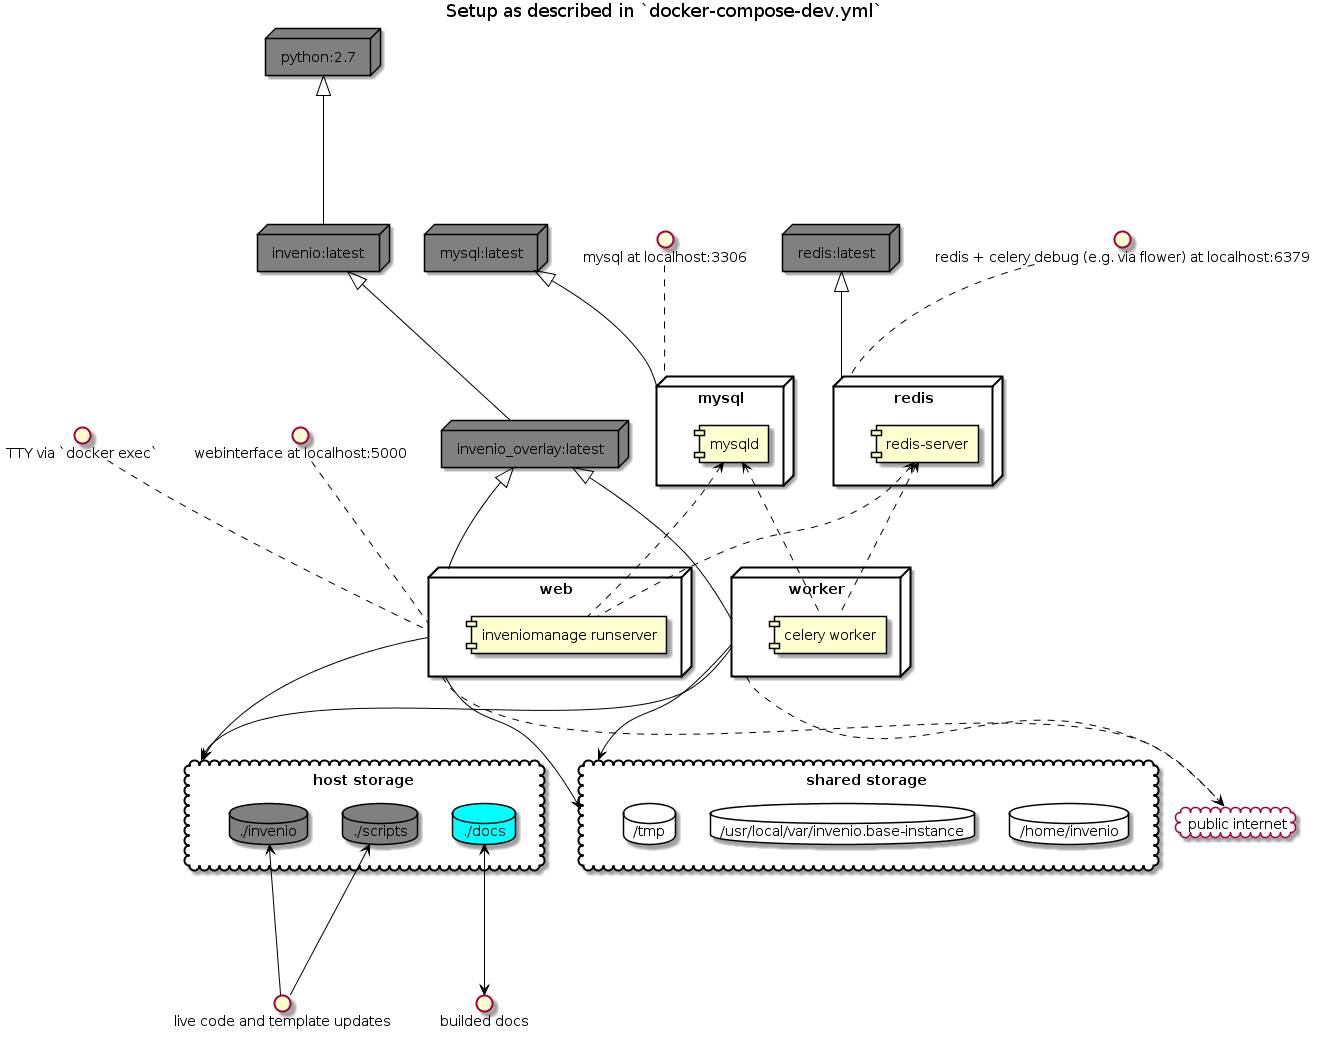 Setup as described in `docker-compose-dev.yml`
python:2.7
invenio:latest
mysql:latest
mysql at localhost:3306
redis:latest
redis + celery debug (e.g. via flower) at localhost:6379
mysql
redis
mysqld
redis-server
TTY via `docker exec`
webinterface at localhost:5000
invenio_overlay:latest
web
worker
inveniomanage runserver
celery worker
host storage
shared storage
./invenio
./scripts
./docs
/tmp
/usr/local/var/invenio.base-instance
/home/invenio
public internet
live code and template updates
builded docs